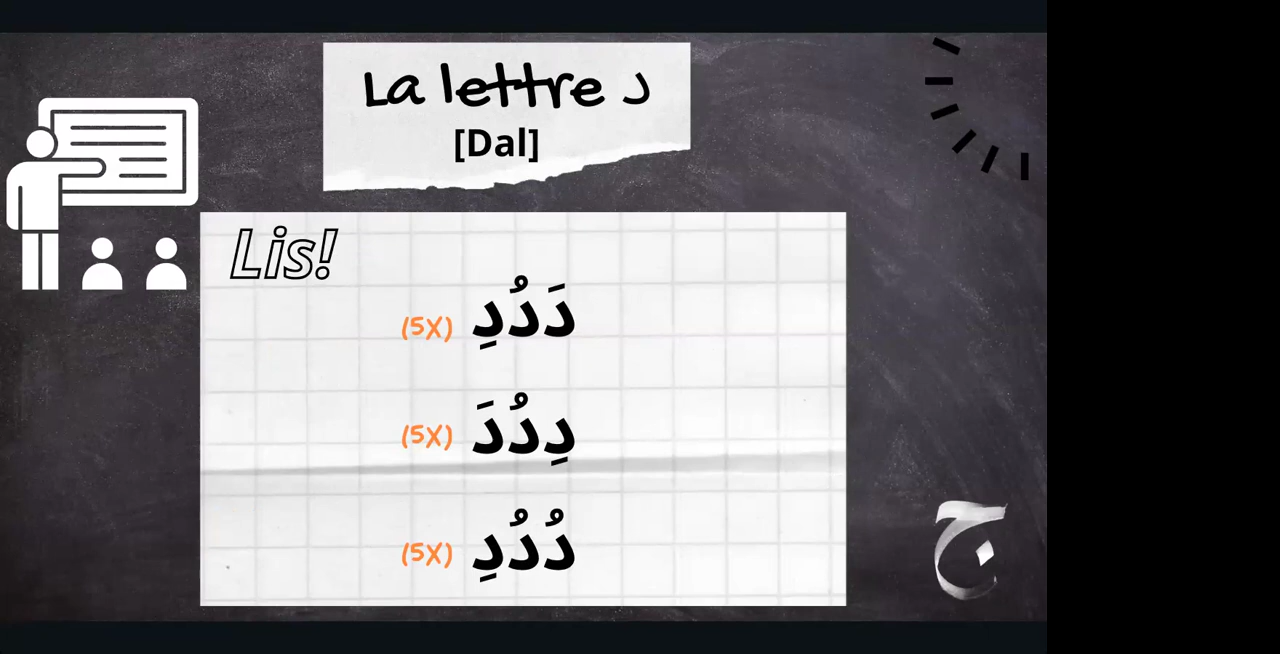 La lettre د
[Dal]
Lis!
دَدُدِ (5X)
دِدُدَ (5X)
دُدُدِ (5X)
ج